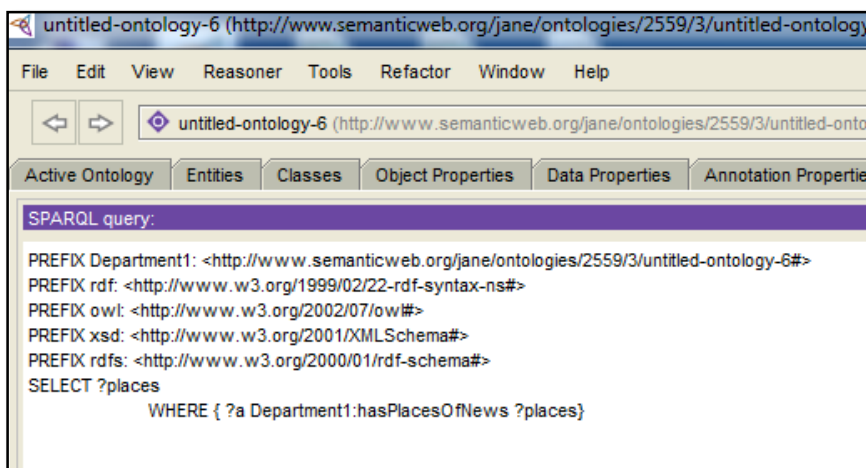 untitled-ontology-6 (http://www.semanticweb.org/jane/ontologies/2559/3/untitled-ontology
File Edit View Reasoner Tools Refactor Window Help
untitled-ontology-6 (http://www.semanticweb.org/jane/ontologies/2559/3/untitled-onto
Active Ontology Entities Classes Object Properties Data Properties Annotation Propertie
SPARQL query:
PREFIX Department1: <http://www.semanticweb.org/jane/ontologies/2559/3/untitled-ontology-6#>
PREFIX rdf: <http://www.w3.org/1999/02/22-rdf-syntax-ns#>
PREFIX owl: <http://www.w3.org/2002/07/owl#>
PREFIX xsd: <http://www.w3.org/2001/XMLSchema#>
PREFIX rdfs: <http://www.w3.org/2000/01/rdf-schema#>
SELECT ?places
WHERE { ?a Department1:hasPlacesOfNews ?places}